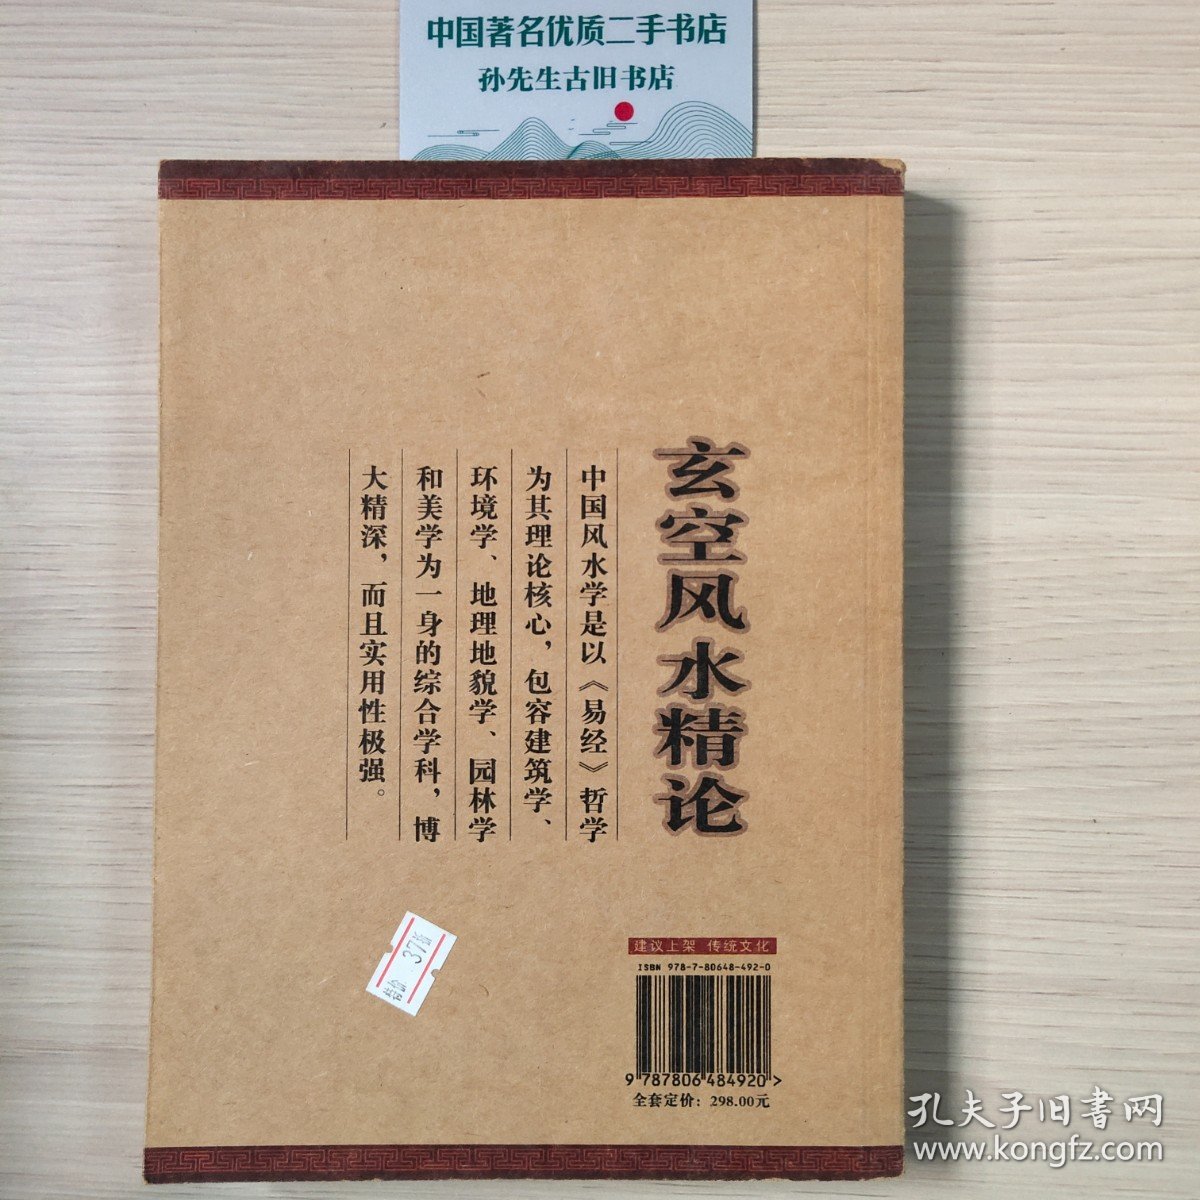 中国著名优质二手书店
孙先生古旧书店
玄空风水精论
中国风水学是以《易经》哲学
为其理论核心，包容建筑学、
环境学、地理地貌学、园林学
和美学为一身的综合学科，博
大精深，而且实用性极强。
特价 37.
建议上架 传统文化
ISBN 978-7-80648-492-0
9 787806 484920 >
全套定价：298.00元
孔夫子旧書网
www.kongfz.com